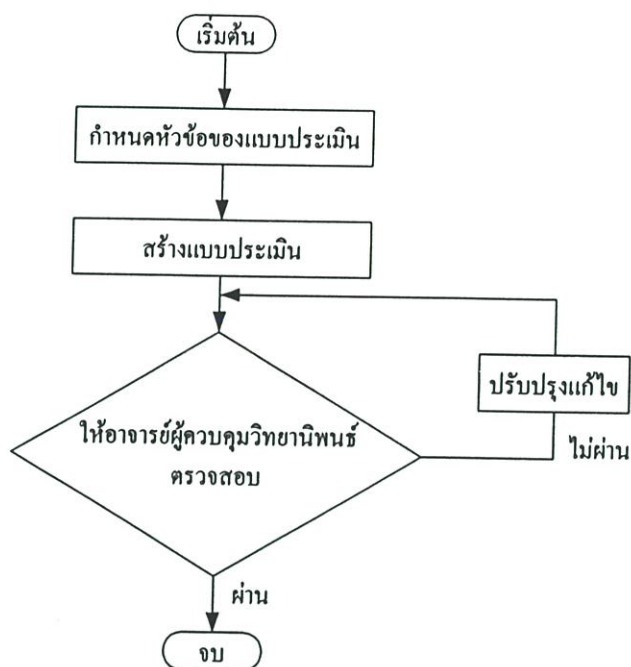 เริ่มต้น
กำหนดหัวข้อของแบบประเมิน
สร้างแบบประเมิน
ปรับปรุงแก้ไข
ให้อาจารย์ผู้ควบคุมวิทยานิพนธ์
ตรวจสอบ
ไม่ผ่าน
ผ่าน
จบ